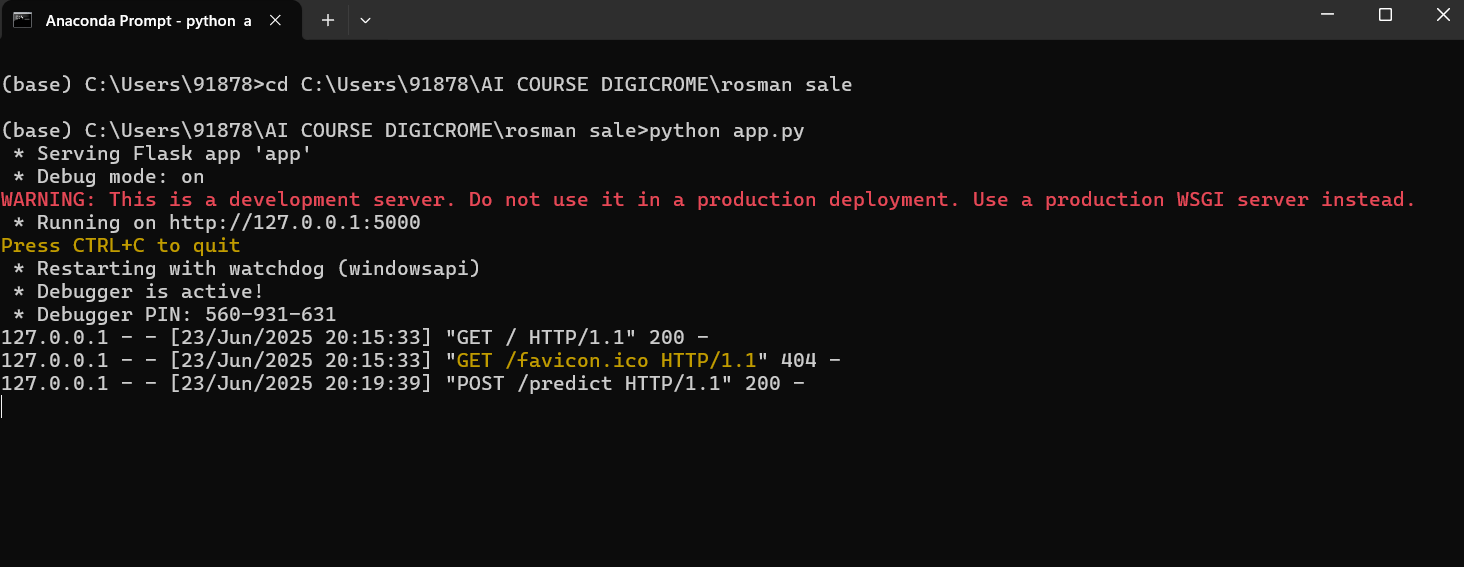 Anaconda Prompt - python  a
(base) C:\Users\91878>cd C:\Users\91878\AI COURSE DIGICROME\rosman sale
(base) C:\Users\91878\AI COURSE DIGICROME\rosman sale>python app.py
 * Serving Flask app 'app'
 * Debug mode: on
WARNING: This is a development server. Do not use it in a production deployment. Use a production WSGI server instead.
 * Running on http://127.0.0.1:5000
Press CTRL+C to quit
 * Restarting with watchdog (windowsapi)
 * Debugger is active!
 * Debugger PIN: 560-931-631
127.0.0.1 - - [23/Jun/2025 20:15:33] "GET / HTTP/1.1" 200 -
127.0.0.1 - - [23/Jun/2025 20:15:33] "GET /favicon.ico HTTP/1.1" 404 -
127.0.0.1 - - [23/Jun/2025 20:19:39] "POST /predict HTTP/1.1" 200 -